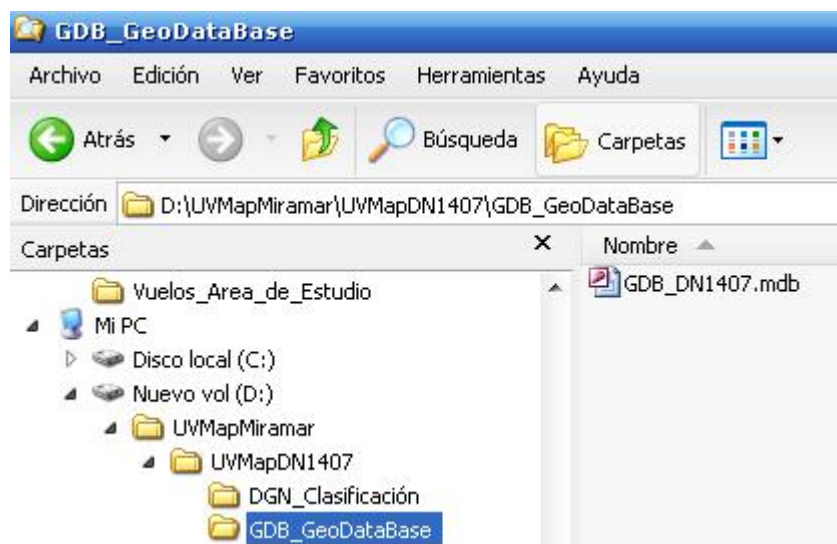 GDB_GeoDataBase
Archivo Edición Ver Favoritos Herramientas Ayuda
Atrás Búsqueda Carpetas
Dirección D:\UVMapMiramar\UVMapDN1407\GDB_GeoDataBase
Carpetas X Nombre
Vuelos_Area_de_Estudio GDB_DN1407.mdb
Mi PC
Disco local (C:)
Nuevo vol (D:)
UVMapMiramar
UVMapDN1407
DGN_Clasificación
GDB_GeoDataBase